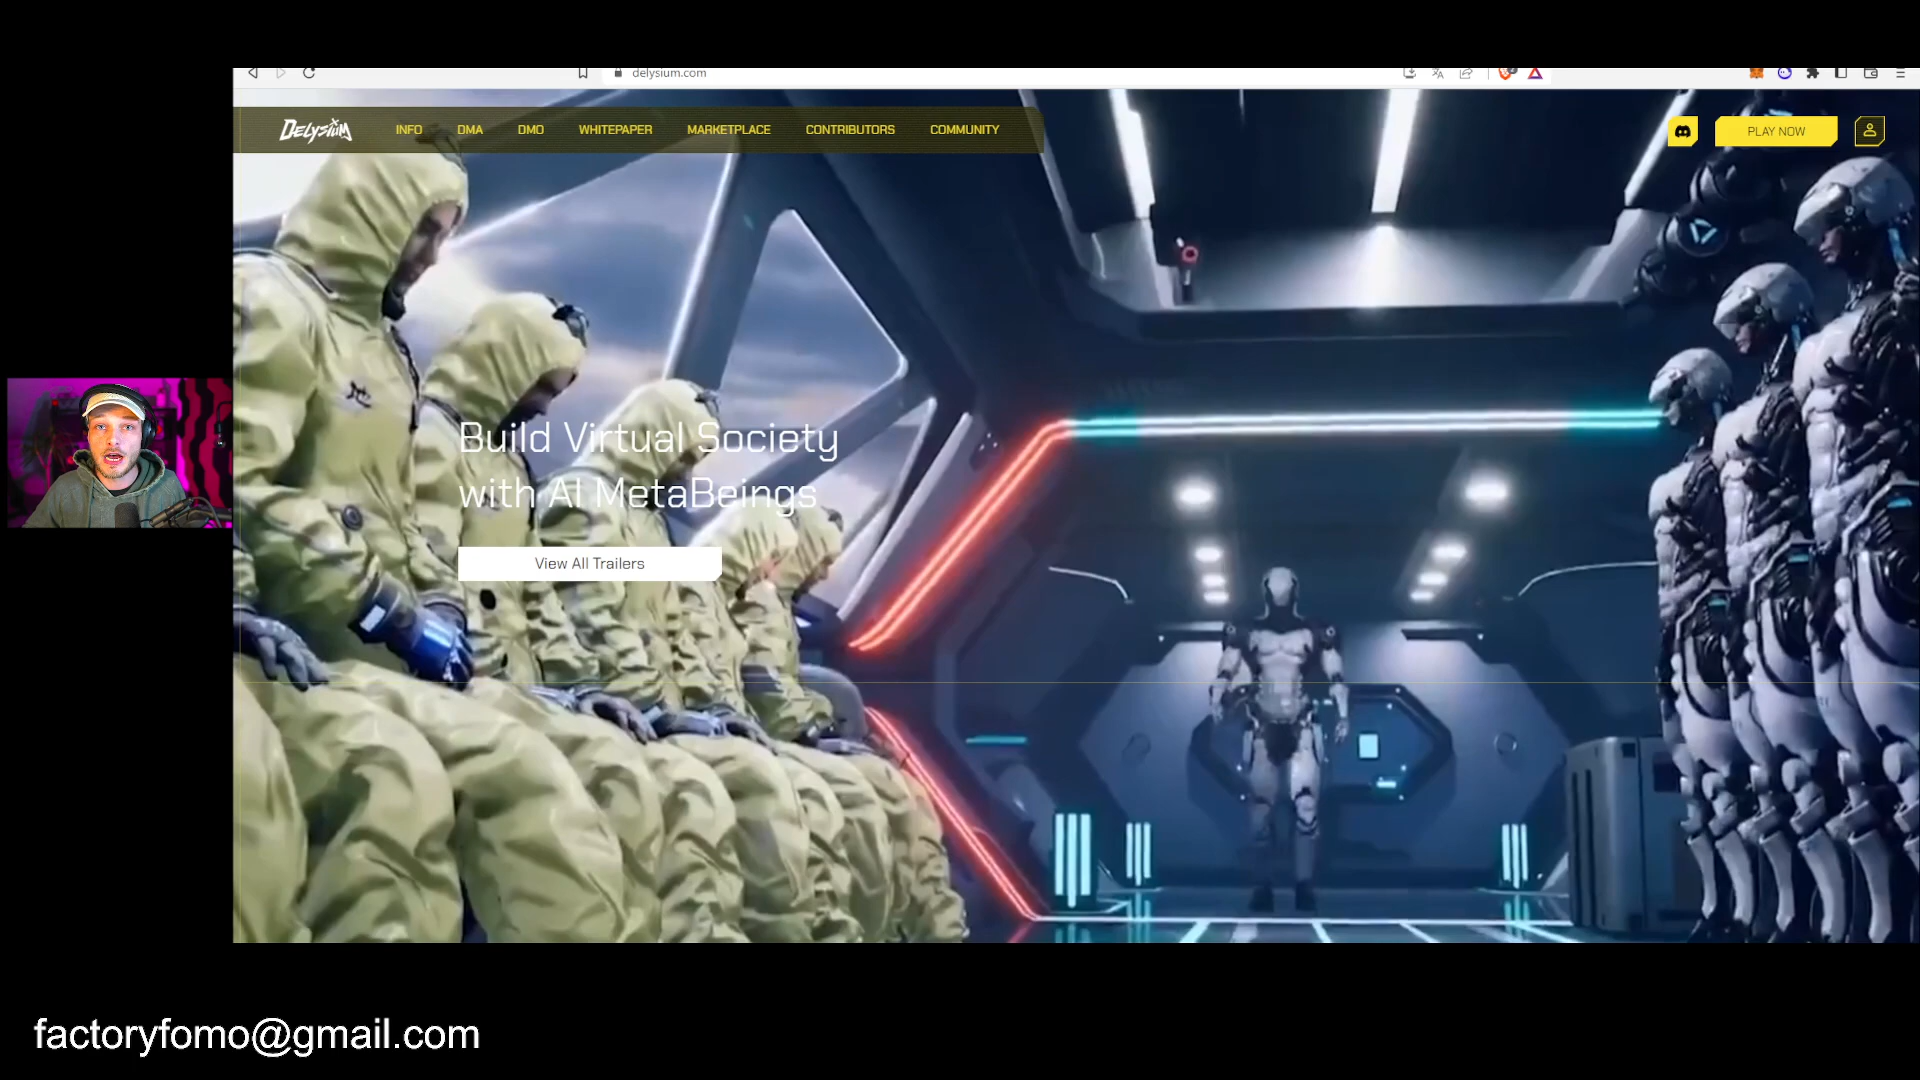 delysium.com
DELYSIUM
INFO
DMA
DMO
WHITEPAPER
MARKETPLACE
CONTRIBUTORS
COMMUNITY
PLAY NOW
Build Virtual Society
with AI MetaBeings
View All Trailers
factoryfomo@gmail.com